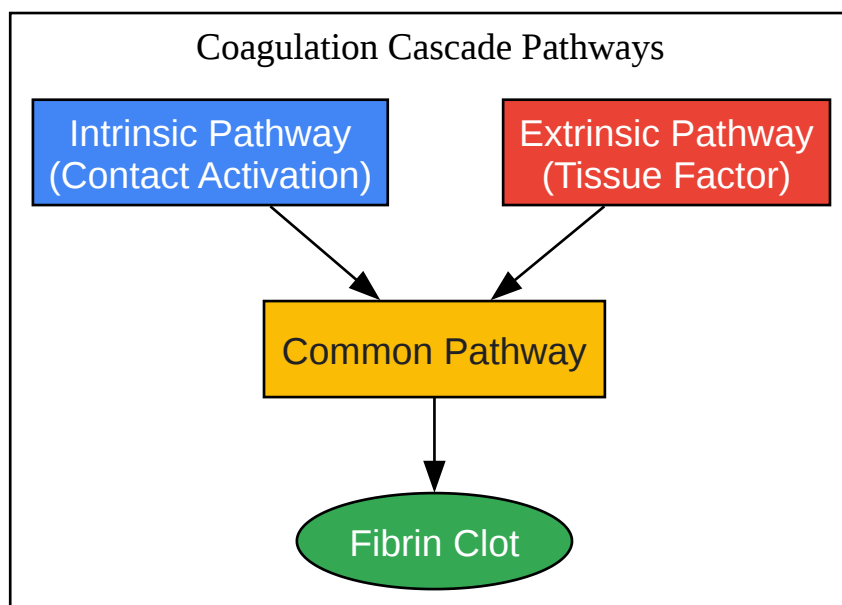 Coagulation Cascade Pathways
Intrinsic Pathway
(Contact Activation)
Extrinsic Pathway
(Tissue Factor)
Common Pathway
Fibrin Clot